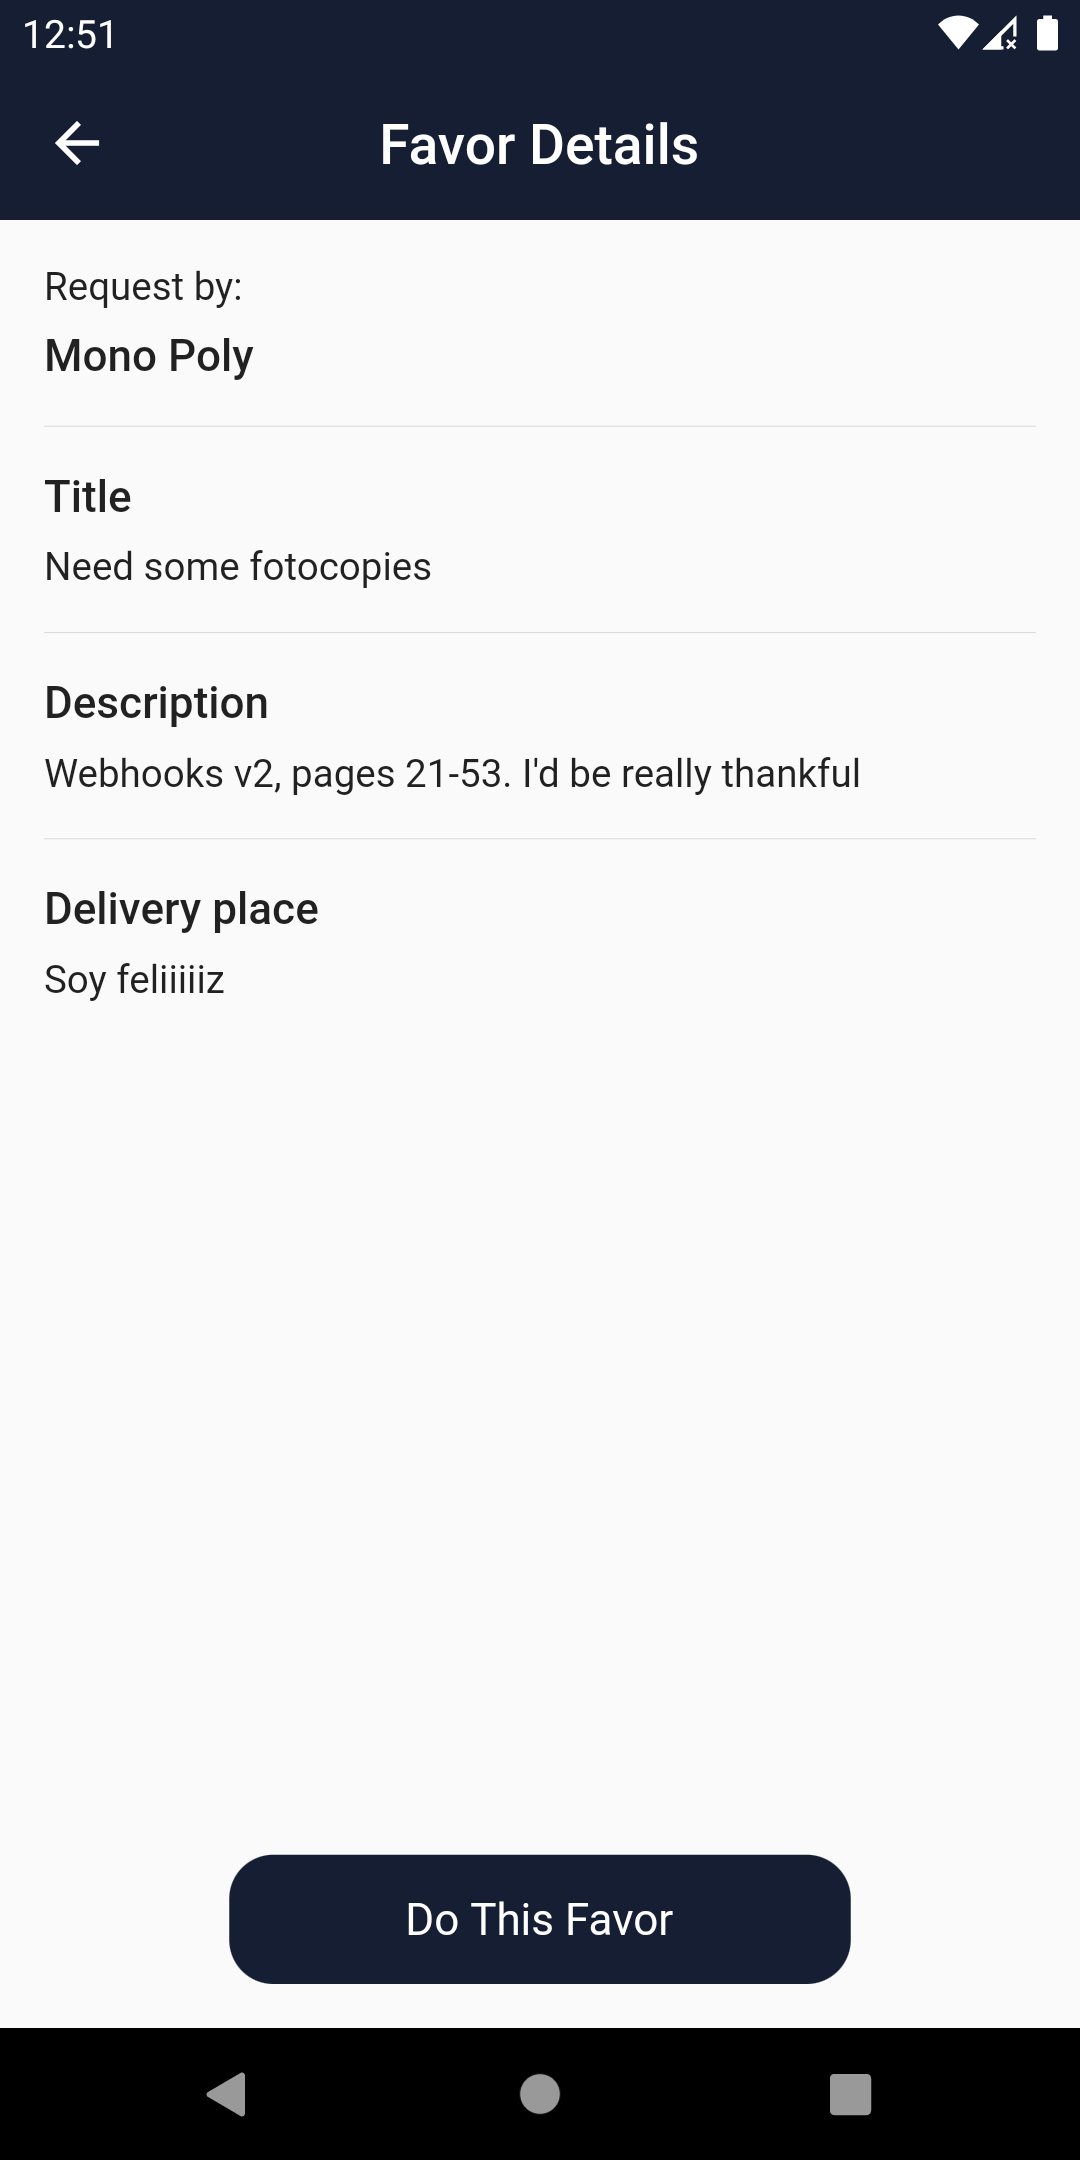 12:51
Favor Details
Request by:
Mono Poly
Title
Need some fotocopies
Description
Webhooks v2, pages 21-53. I'd be really thankful
Delivery place
Soy feliiiiiz
Do This Favor